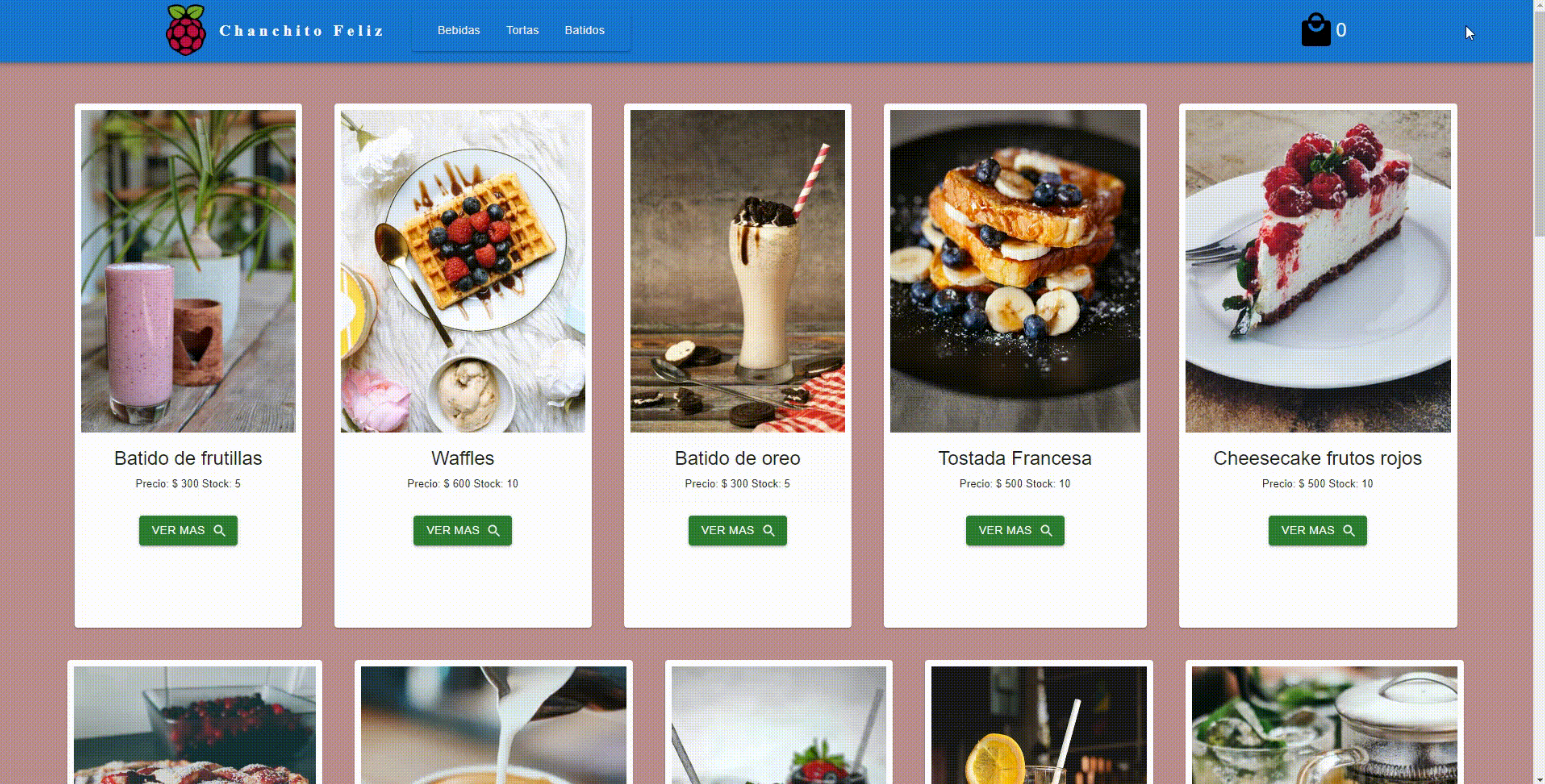 Chanchito Feliz
Bebidas Tortas Batidos
0
Batido de frutillas
Precio: $ 300 Stock: 5
VER MAS
Waffles
Precio: $ 600 Stock: 10
VER MAS
Batido de oreo
Precio: $ 300 Stock: 5
VER MAS
Tostada Francesa
Precio: $ 500 Stock: 10
VER MAS
Cheesecake frutos rojos
Precio: $ 500 Stock: 10
VER MAS